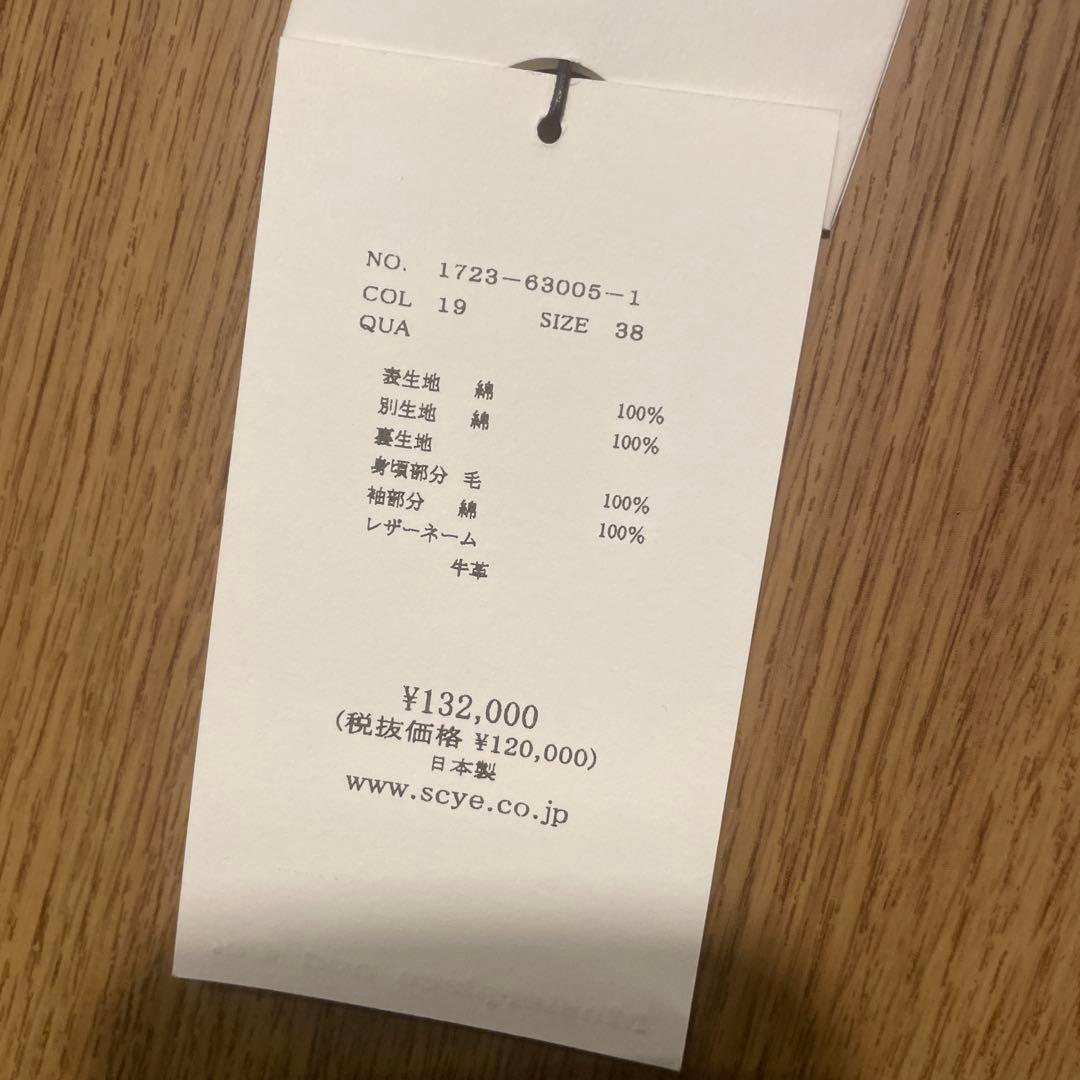 NO. 1723-63005-1
COL 19 SIZE 38
QUA
表生地 綿 100%
別生地 綿 100%
裏生地
身頃部分 毛 100%
袖部分 綿 100%
レザーネーム
牛革
¥132,000
(税抜価格 ¥120,000)
日本製
www.scye.co.jp